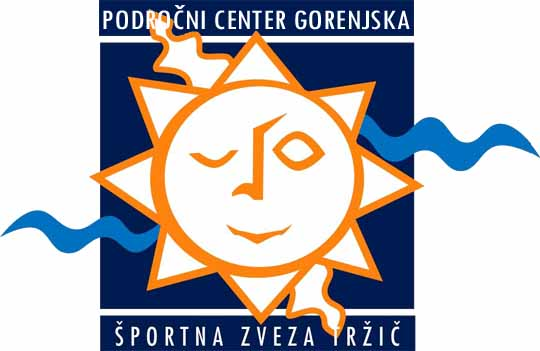 PODROČNI CENTER GORENJSKA
ŠPORTNA ZVEZA TRŽIČ